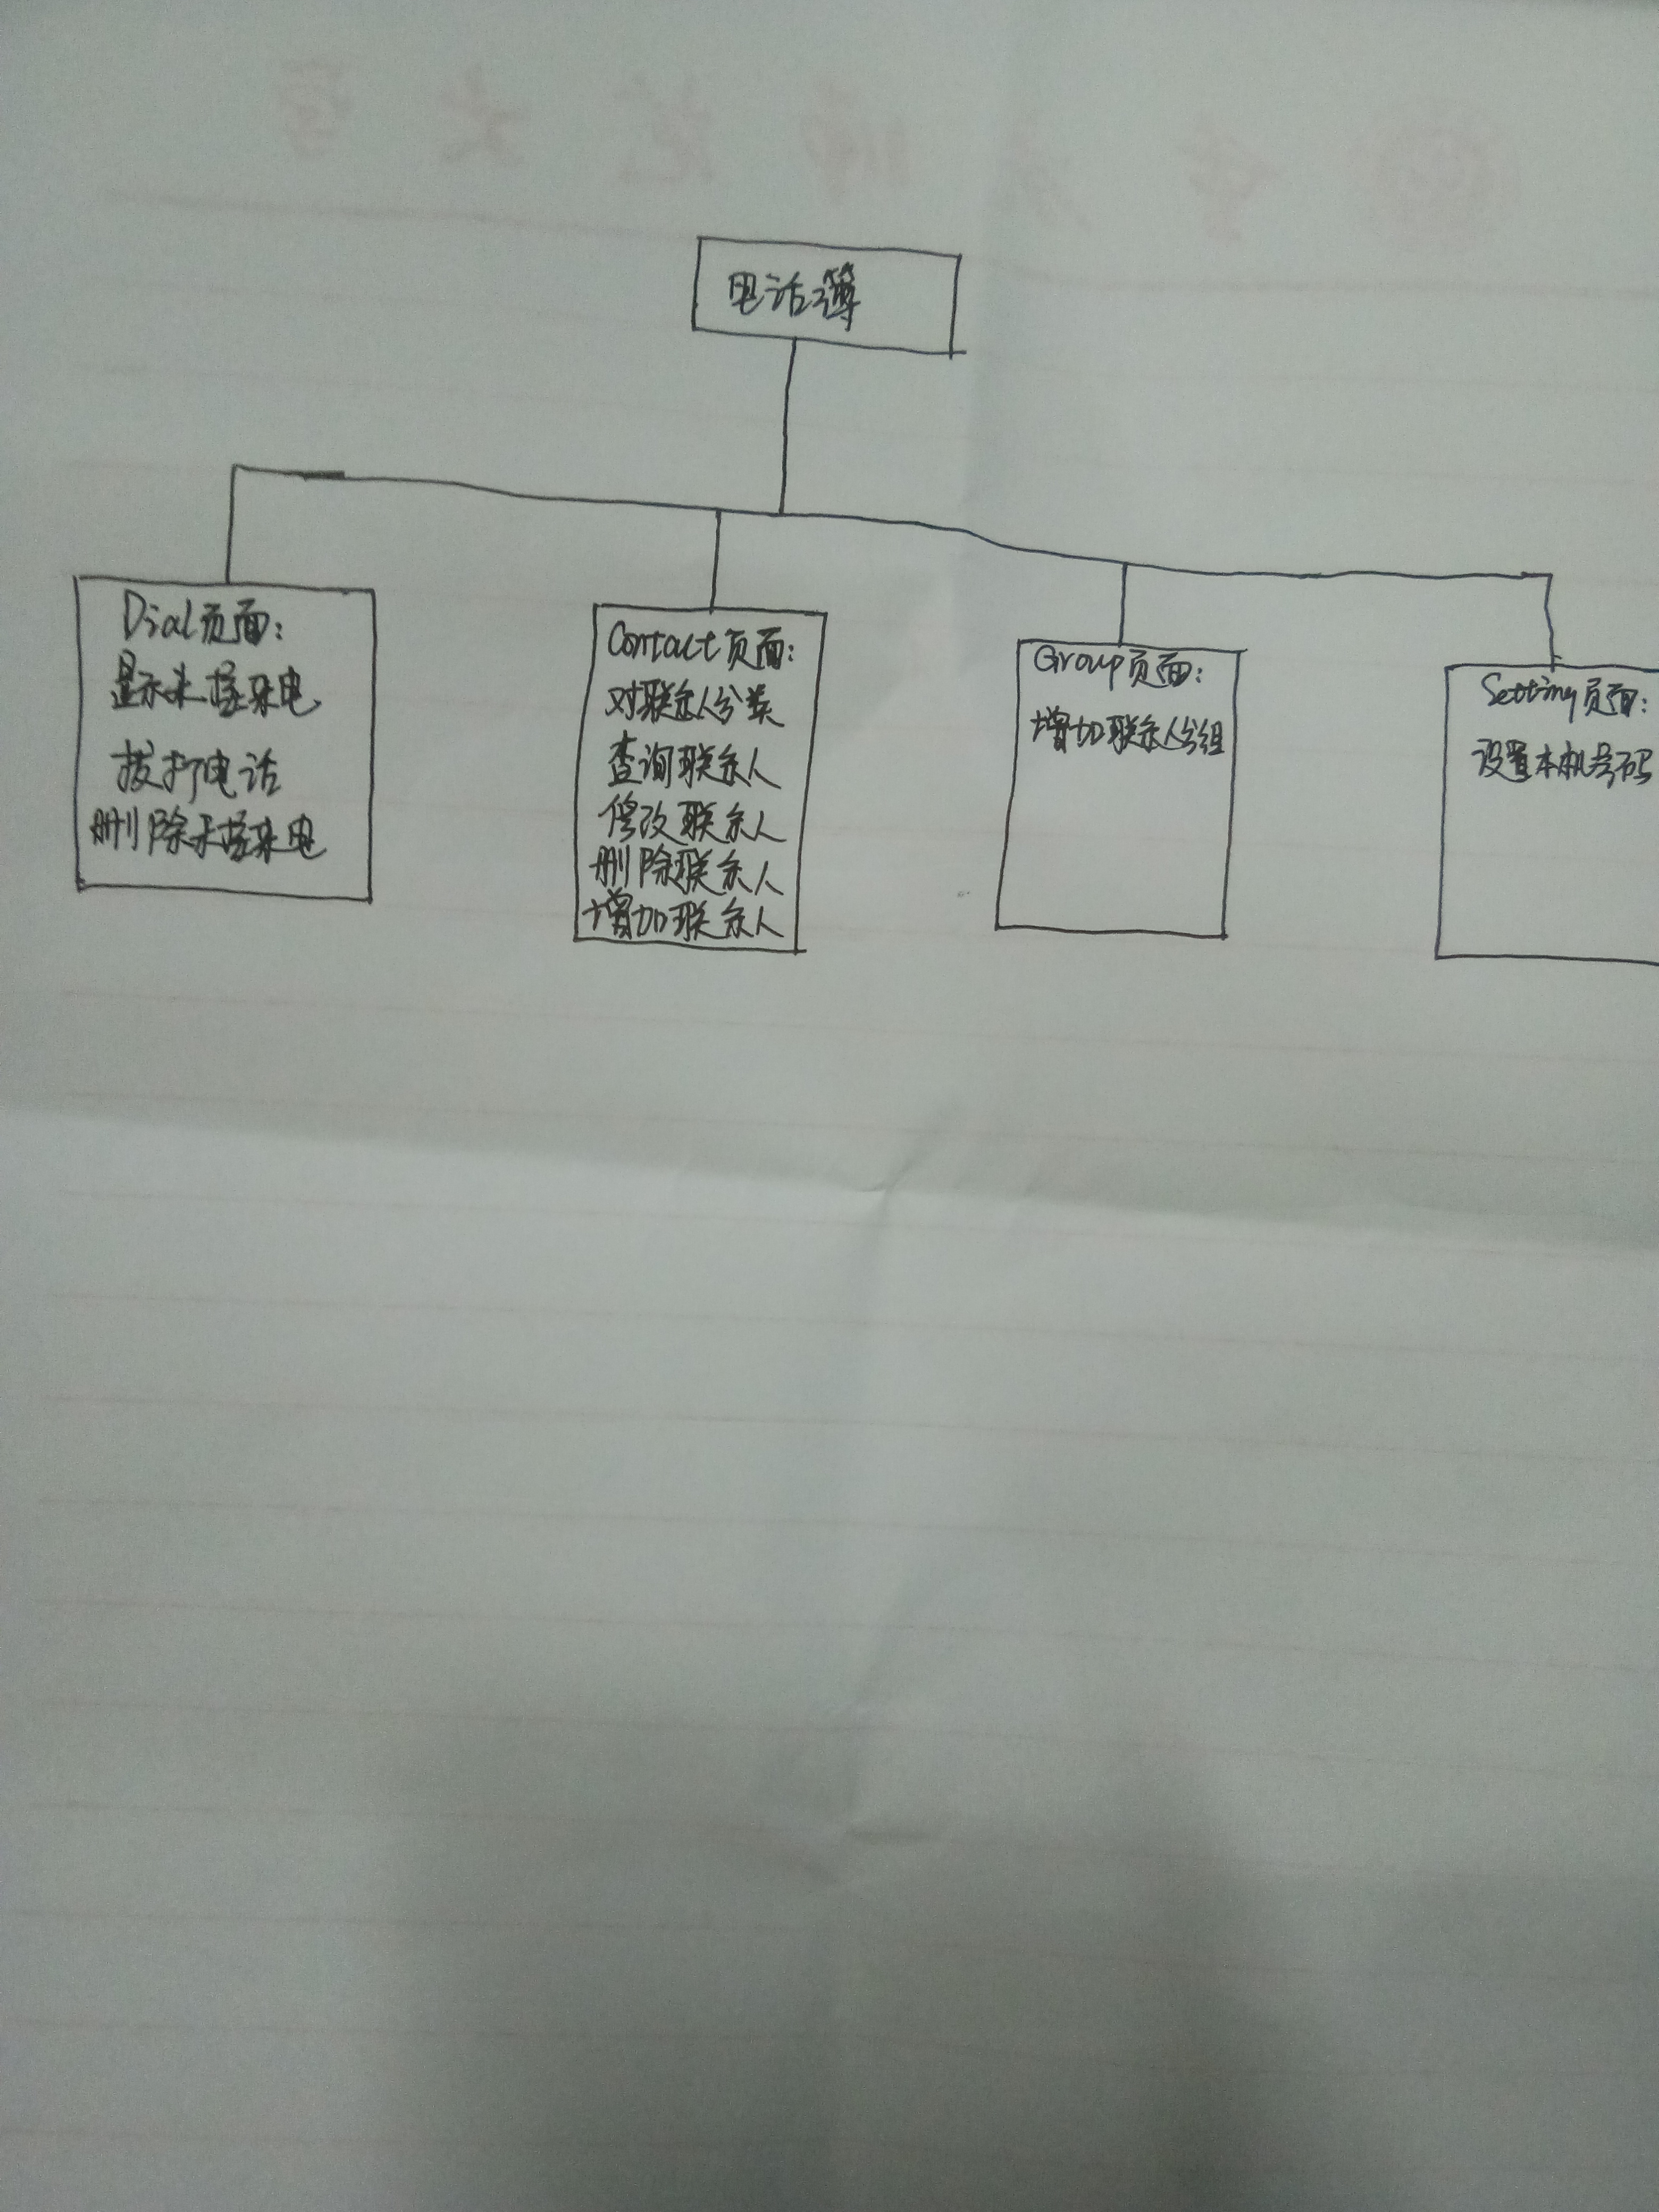 电话簿
Dial页面:
显示未接来电
拨打电话
删除未接来电
Contact页面:
对联系人分类
查询联系人
修改联系人
删除联系人
增加联系人
Group页面:
增加联系人分组
Setting页面:
设置本机号码